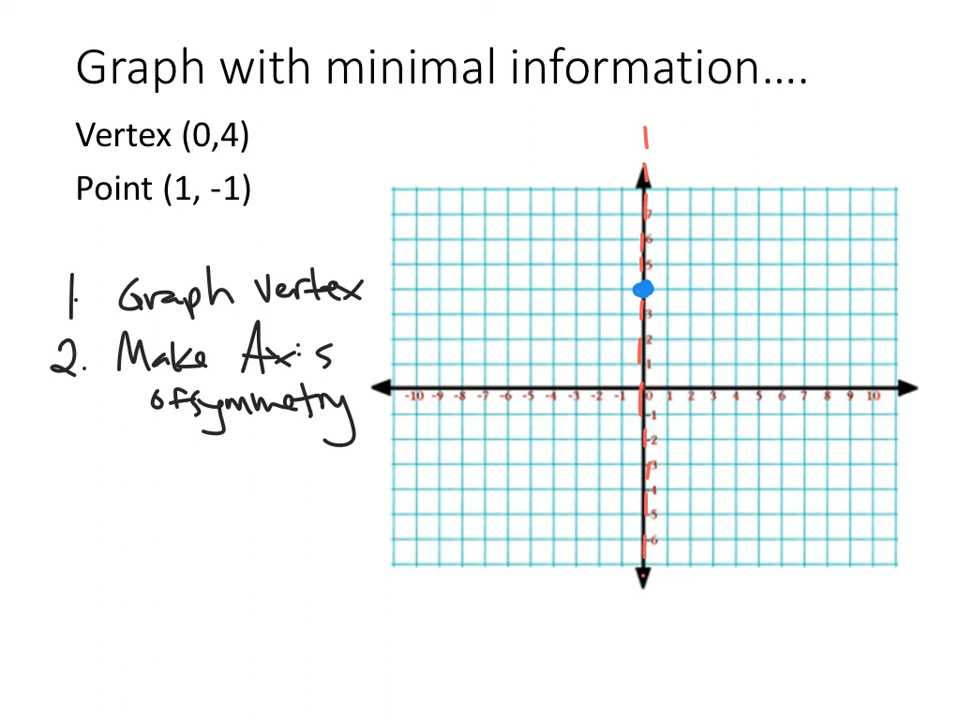 Graph with minimal information....
Vertex (0,4)
Point (1, -1)
1. Graph Vertex
2. Make Axis
of symmetry
7
6
5
3
2
1
-10 -9 -8 -7 -6 -5 -4 -3 -2 -1 0 1 2 3 4 5 6 7 8 9 10
-1
-2
-3
-4
-5
-6